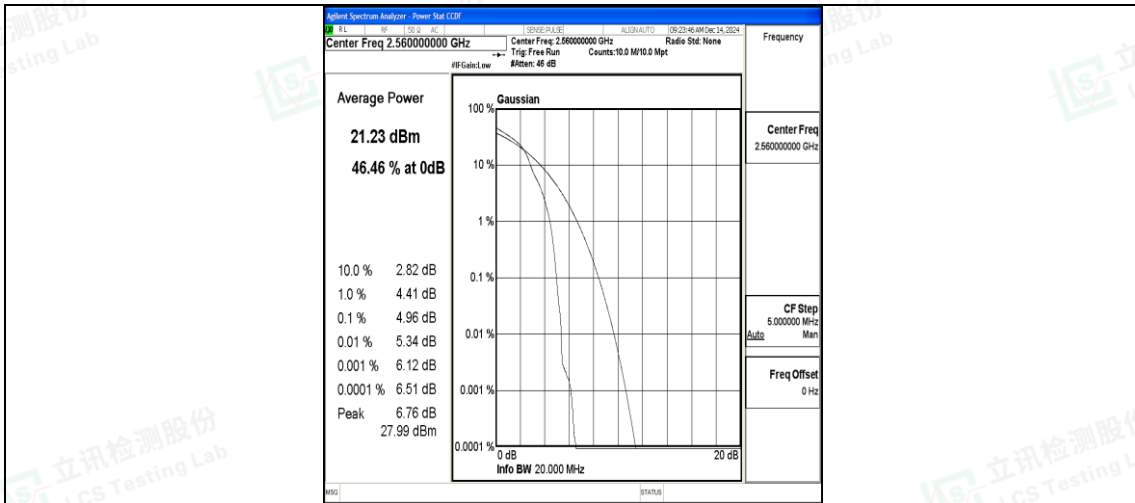 Agilent Spectrum Analyzer - Power Stat CCDF
RL RF 50 Ω AC SENSE:PULSE ALIGN AUTO 09:23:46 AM Dec 14, 2024
Center Freq 2.560000000 GHz
Center Freq: 2.560000000 GHz Radio Std: None
Trig: Free Run Counts:10.0 M/10.0 Mpt
#IFGain:Low #Atten: 46 dB
Frequency
Average Power
21.23 dBm
46.46 % at 0dB
10.0 % 2.82 dB
1.0 % 4.41 dB
0.1 % 4.96 dB
0.01 % 5.34 dB
0.001 % 6.12 dB
0.0001 % 6.51 dB
Peak 6.76 dB
27.99 dBm
Gaussian
100 %
10 %
1 %
0.1 %
0.01 %
0.001 %
0.0001 %
0 dB 20 dB
Info BW 20.000 MHz
Center Freq
2.560000000 GHz
CF Step
5.000000 MHz
Auto Man
Freq Offset
0 Hz
MSG STATUS
立讯检测股份
LCS Testing Lab
立讯检测股份
LCS Testing Lab